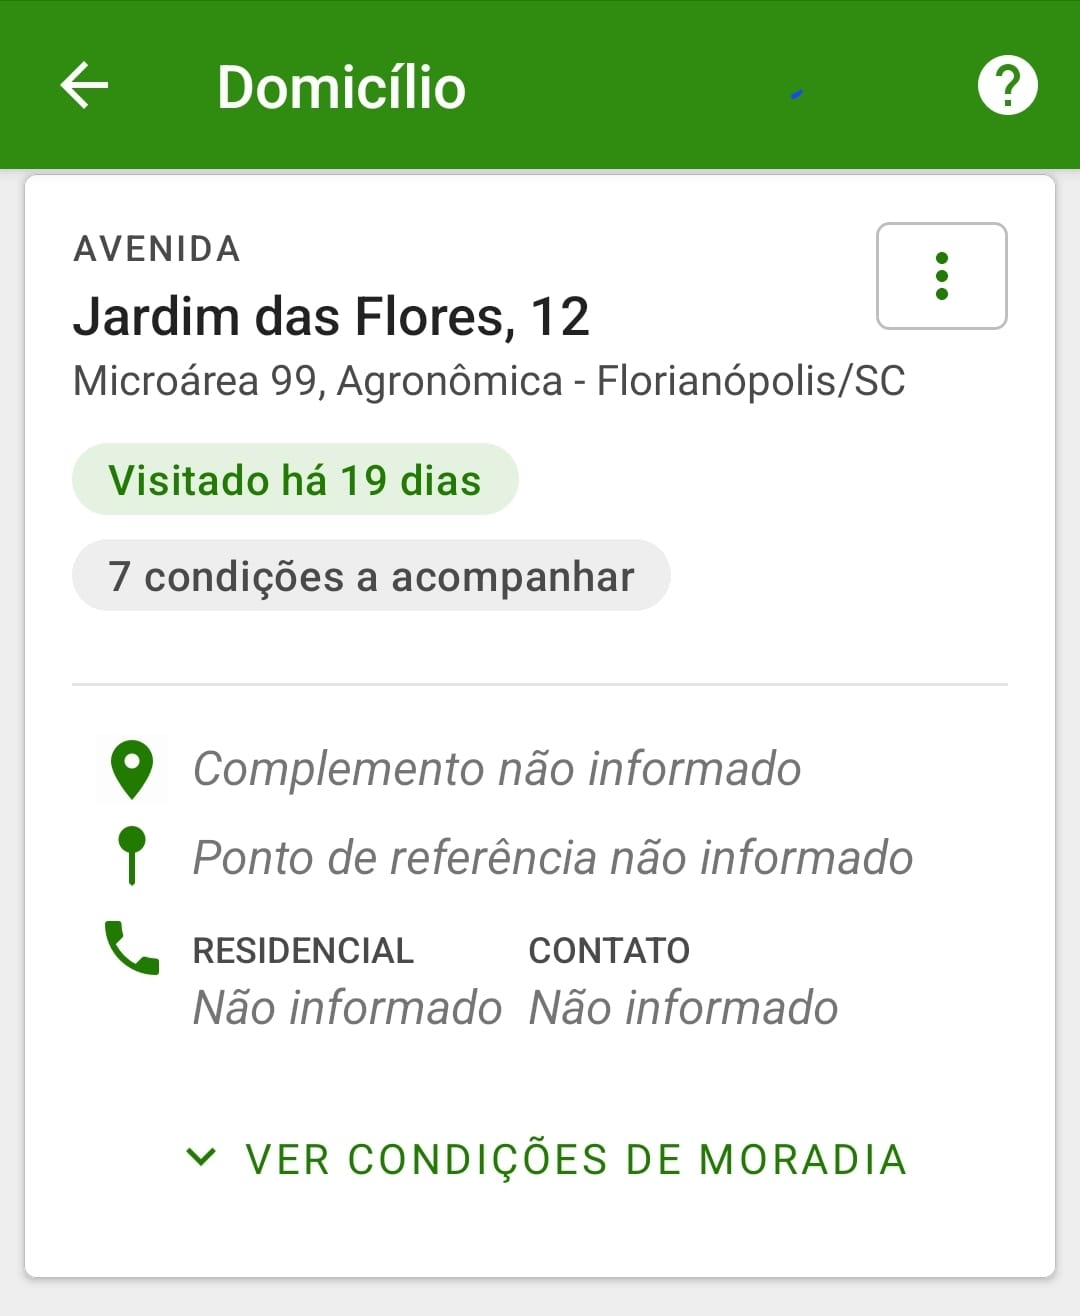 Domicílio
AVENIDA
Jardim das Flores, 12
Microárea 99, Agronômica - Florianópolis/SC
Visitado há 19 dias
7 condições a acompanhar
Complemento não informado
Ponto de referência não informado
RESIDENCIAL CONTATO
Não informado Não informado
VER CONDIÇÕES DE MORADIA